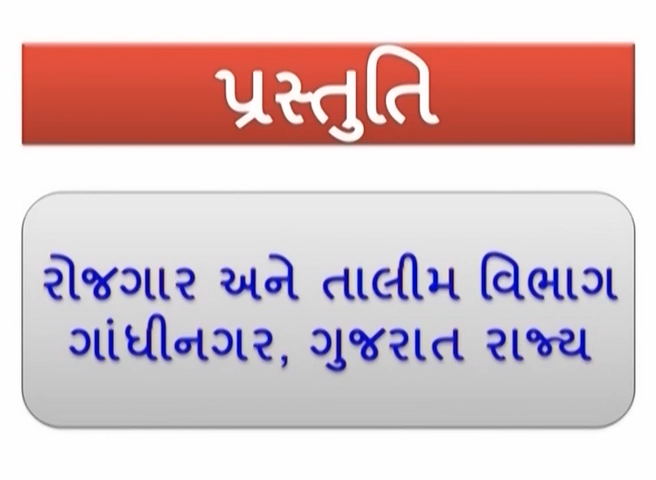 પ્રસ્તુતિ
રોજગાર અને તાલીમ વિભાગ
ગાંધીનગર, ગુજરાત રાજ્ય